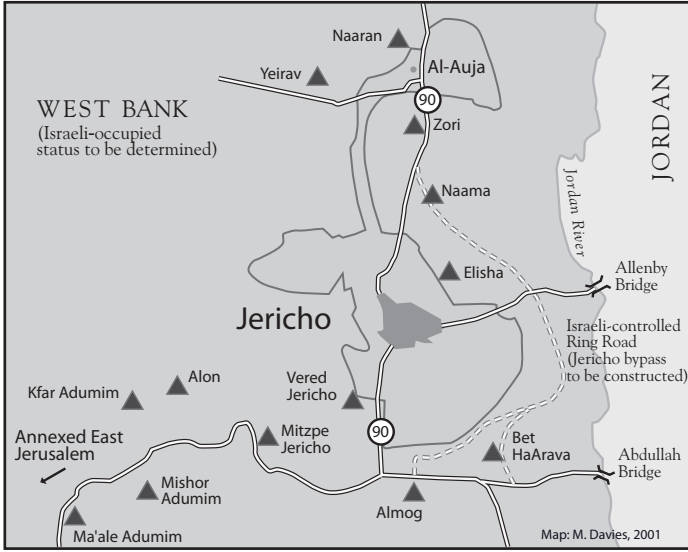 Naaran
Al-Auja
Yeirav
90
WEST BANK
(Israeli-occupied
status to be determined)
Zori
JORDAN
Jordan River
Naama
Elisha
Allenby
Bridge
Jericho
Israeli-controlled
Ring Road
(Jericho bypass
to be constructed)
Alon
Kfar Adumim
Vered
Jericho
90
Mitzpe
Jericho
Bet
HaArava
Annexed East
Jerusalem
Abdullah
Bridge
Mishor
Adumim
Almog
Ma'ale Adumim
Map: M. Davies, 2001